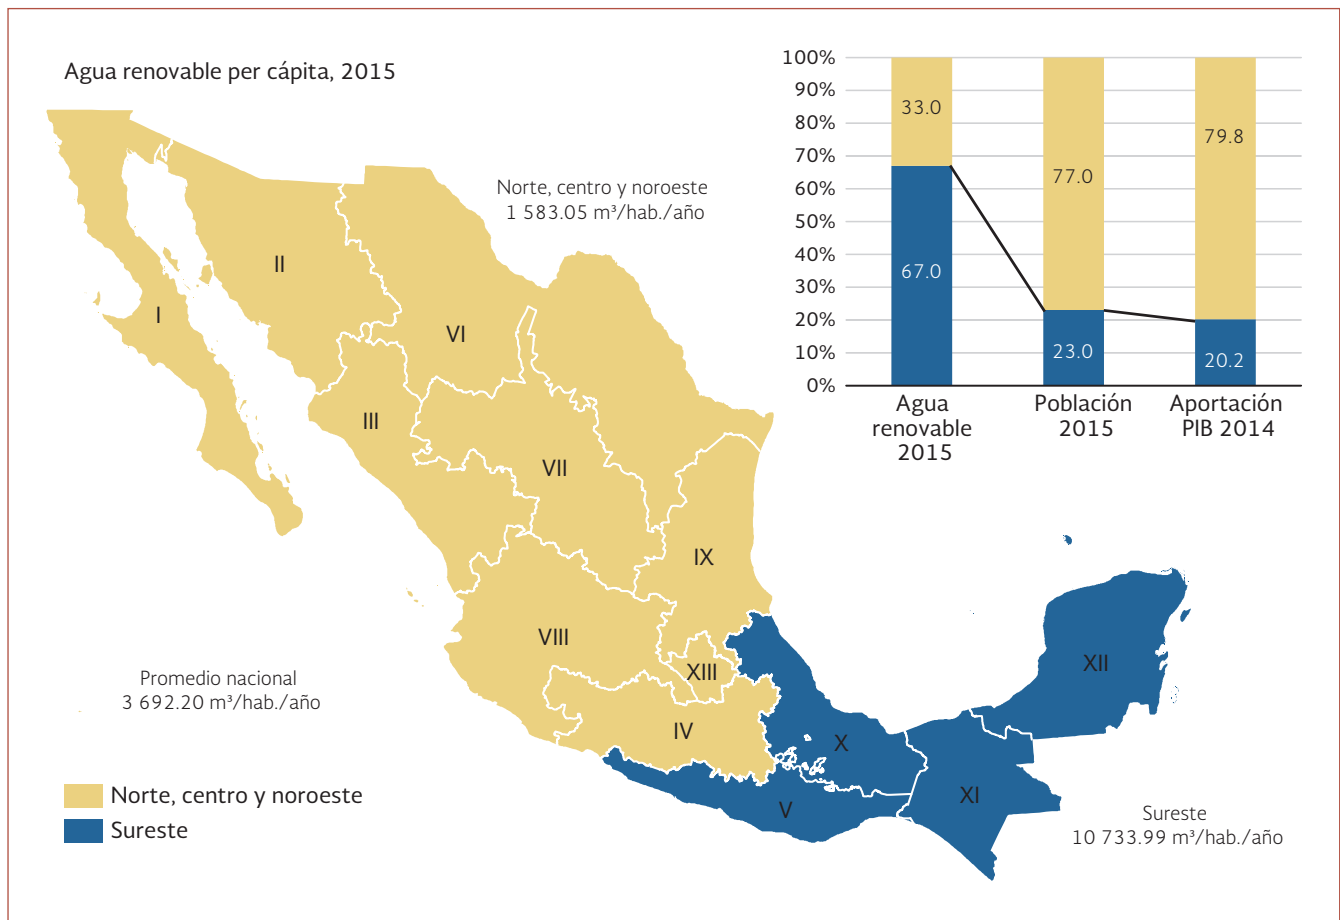 Agua renovable per cápita, 2015
Norte, centro y noroeste
1 583.05 m³/hab./año
I
II
III
VI
VII
VIII
IX
XIII
IV
X
V
XI
XII
Promedio nacional
3 692.20 m³/hab./año
Norte, centro y noroeste
Sureste
Sureste
10 733.99 m³/hab./año
100%
90%
80%
70%
60%
50%
40%
30%
20%
10%
0%
33.0
67.0
77.0
23.0
79.8
20.2
Agua
renovable
2015
Población
2015
Aportación
PIB 2014